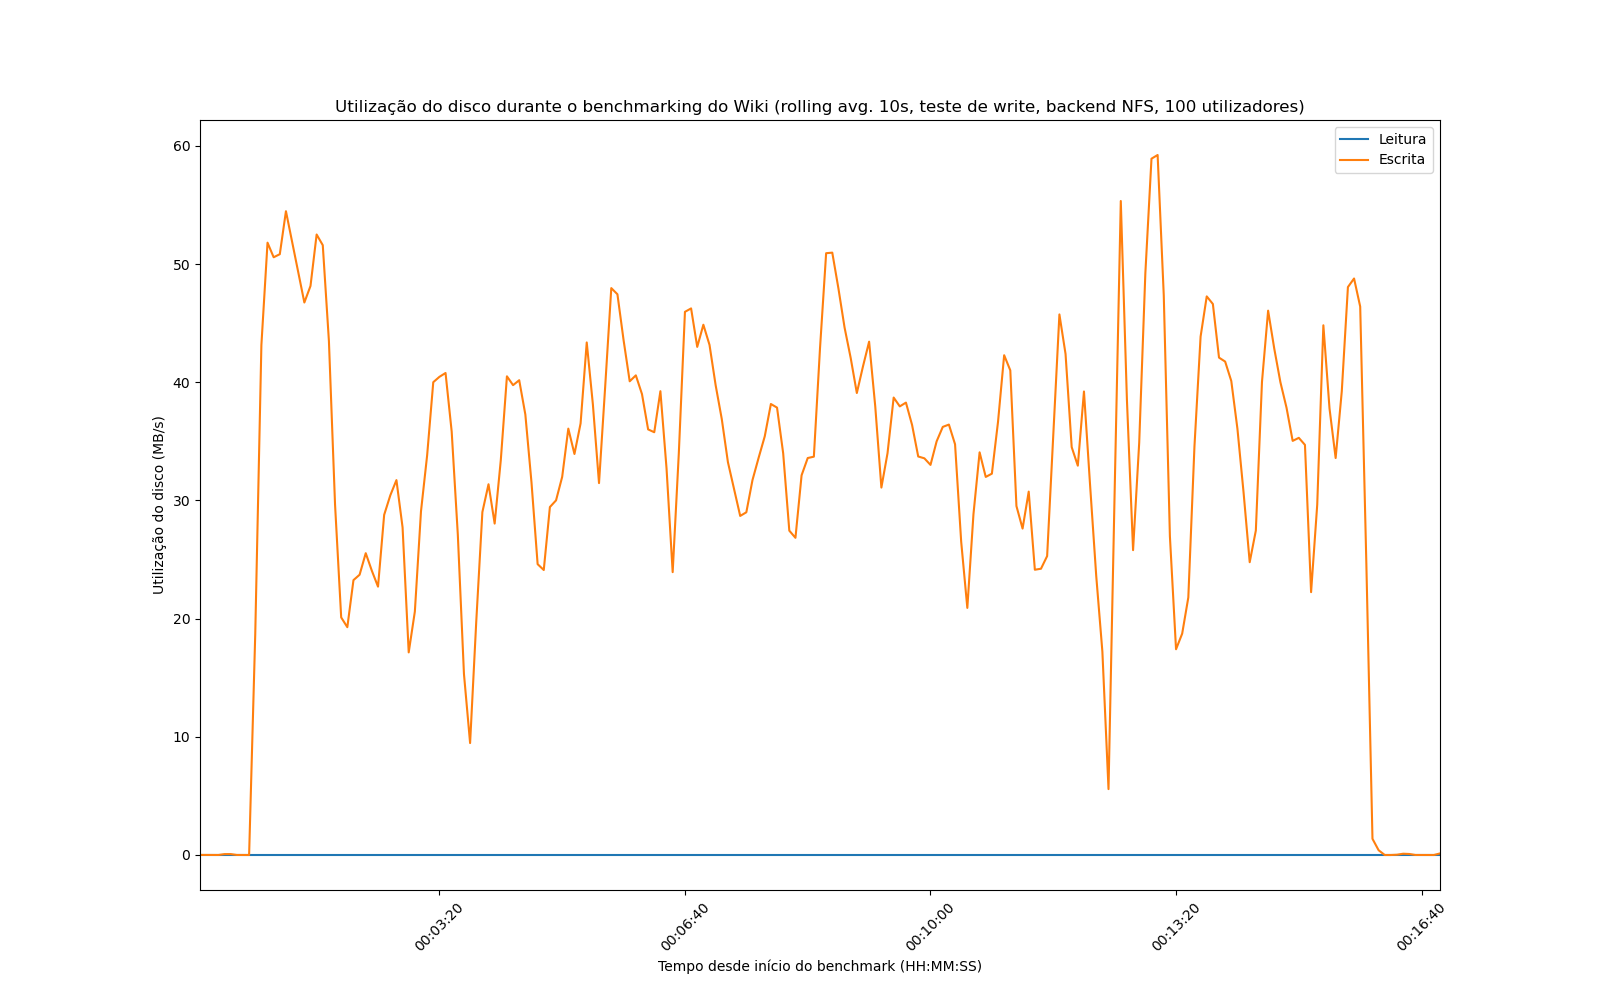 Utilização do disco durante o benchmarking do Wiki (rolling avg. 10s, teste de write, backend NFS, 100 utilizadores)
Leitura
Escrita
60
50
40
30
20
10
0
Utilização do disco (MB/s)
00:03:20
00:06:40
00:10:00
00:13:20
00:16:40
Tempo desde início do benchmark (HH:MM:SS)